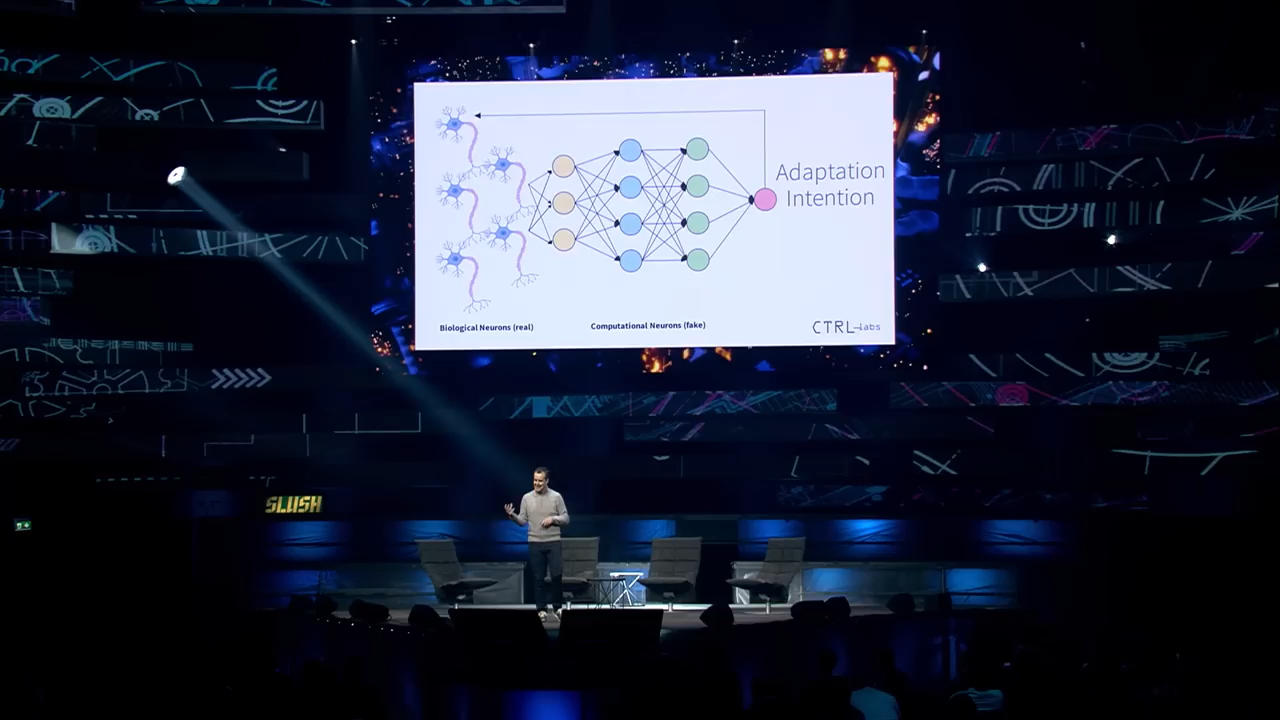 Adaptation
Intention
Biological Neurons (real)
Computational Neurons (fake)
CTRL-labs
SLUSH